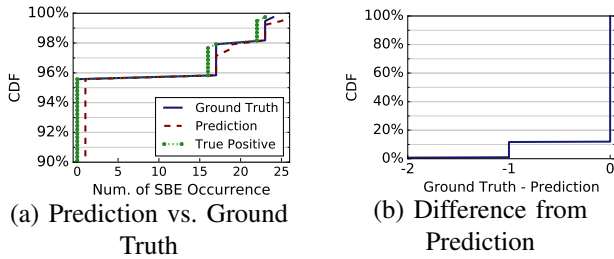 100%
98%
96%
94%
92%
90%
CDF
0 5 10 15 20 25
Num. of SBE Occurrence
Ground Truth
Prediction
True Positive
(a) Prediction vs. Ground
Truth
100%
80%
60%
40%
20%
0%
CDF
-2 -1 0
Ground Truth - Prediction
(b) Difference from
Prediction